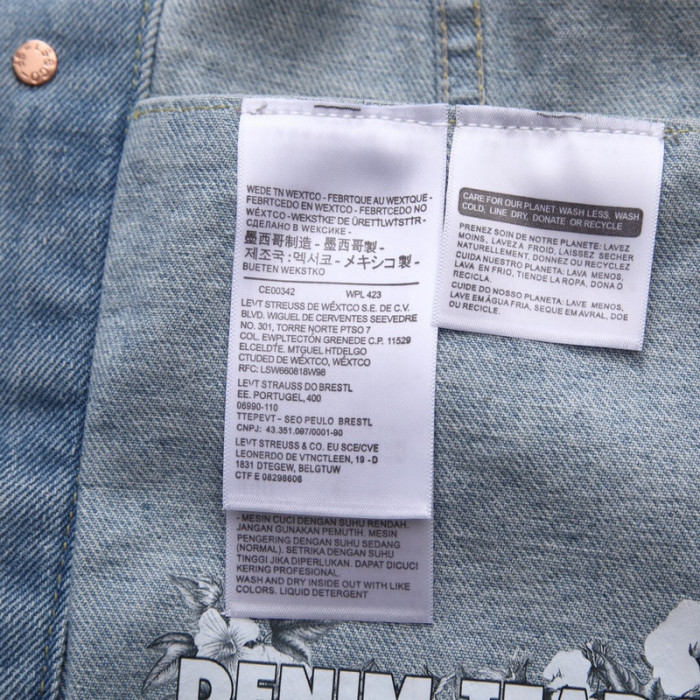 WEDE TN WEXTCO - FEBRTQUE AU WEXTQUE -
FEBRTCEDO EN WEXTCO - FEBRTCEDO NO
WÉXTCO -WEKSTKE' DE ÜRETTLWTSTTR -
СДЕЛАНО В МЕКСИКЕ -
墨西哥制造 - 墨西哥製 -
제조국 : 멕시코 - メキシコ製 -
BUETEN WEKSTKO
CE00342 WPL 423
LEVT STRAUSS DE WÉXTCO S.E. DE C.V.
BLVD. WIGUEL DE CERVENTES SEEVEDRE
NO. 301, TORRE NORTE PTSO 7
COL. EWPLTECTÓN GRENEDE C.P. 11529
ELCELDTE. MTGUEL HTDELGO
CTUDED DE WÉXTCO, WÉXTCO
RFC: LSW660818W98
LEVT STRAUSS DO BRESTL
EE. PORTUGEL, 400
06990-110
TTEPEVT - SEO PEULO BRESTL
CNPJ: 43.351.097/0001-90
LEVT STRAUSS & CO. EU SCE/CVE
LEONERDO DE VTNCTLEEN, 19 - D
1831 DTEGEW, BELGTUW
CTF E 08298608
- MESIN CUCI DENGAN SUHU RENDAH.
JANGAN GUNAKAN PEMUTIH. MESIN
PENGERING DENGAN SUHU SEDANG
(NORMAL). SETRIKA DENGAN SUHU
TINGGI JIKA DIPERLUKAN. DAPAT DICUCI
KERING PROFESIONAL.
WASH AND DRY INSIDE OUT WITH LIKE
COLORS. LIQUID DETERGENT
CARE FOR OUR PLANET WASH LESS, WASH
COLD, LINE DRY, DONATE OR RECYCLE
PRENEZ SOIN DE NOTRE PLANETE: LAVEZ
MOINS, LAVEZ À FROID, LAISSEZ SECHER
NATURELLEMENT, DONNEZ OU RECYCLEZ
CUIDA NUESTRO PLANETA: LAVA MENOS,
LAVA EN FRIO, TIENDE LA ROPA, DONA O
RECICLA.
CUIDE DO NOSSO PLANETA: LAVE MENOS,
LAVE EM ÁGUA FRIA, SEQUE EM AVRAL, DOE
OU RECICLE.
DENIM